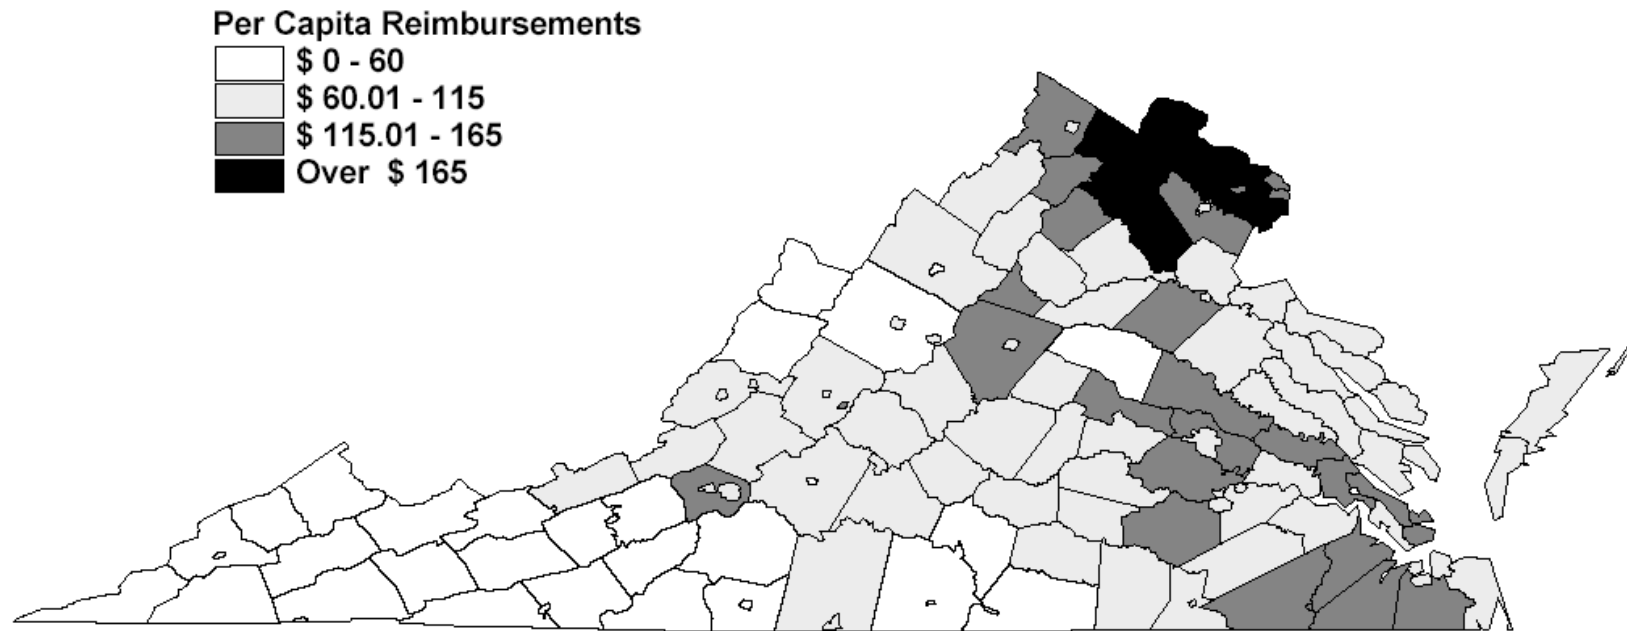 Per Capita Reimbursements
$ 0 - 60
$ 60.01 - 115
$ 115.01 - 165
Over $ 165